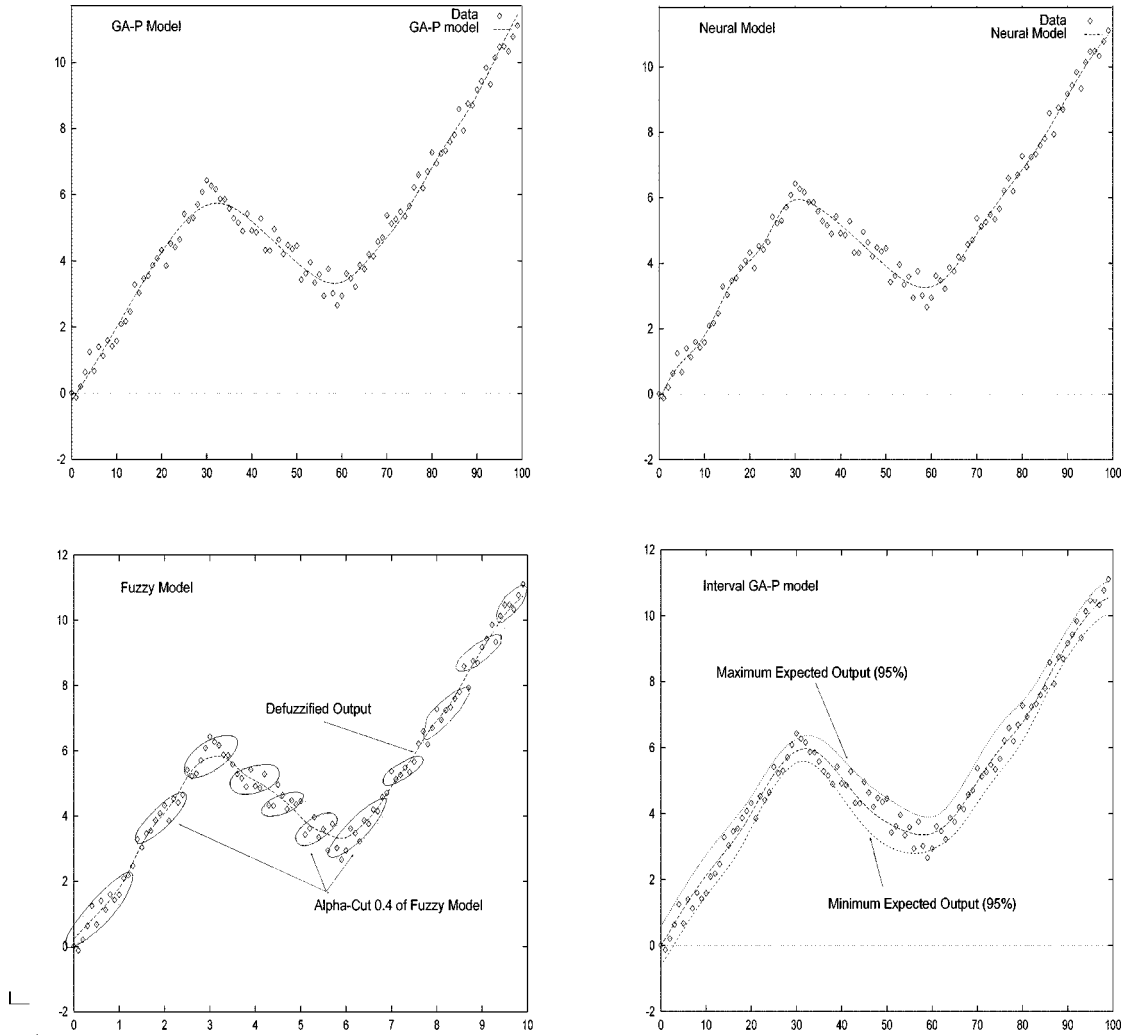 GA-P Model
Data
GA-P model
10
8
6
4
2
0
-2
0 10 20 30 40 50 60 70 80 90 100
Neural Model
Data
Neural Model
10
8
6
4
2
0
-2
0 10 20 30 40 50 60 70 80 90 100
12
Fuzzy Model
10
8
Defuzzified Output
6
4
2
Alpha-Cut 0.4 of Fuzzy Model
0
-2
0 1 2 3 4 5 6 7 8 9 10
12
Interval GA-P model
10
Maximum Expected Output (95%)
8
6
4
2
Minimum Expected Output (95%)
0
-2
0 10 20 30 40 50 60 70 80 90 100